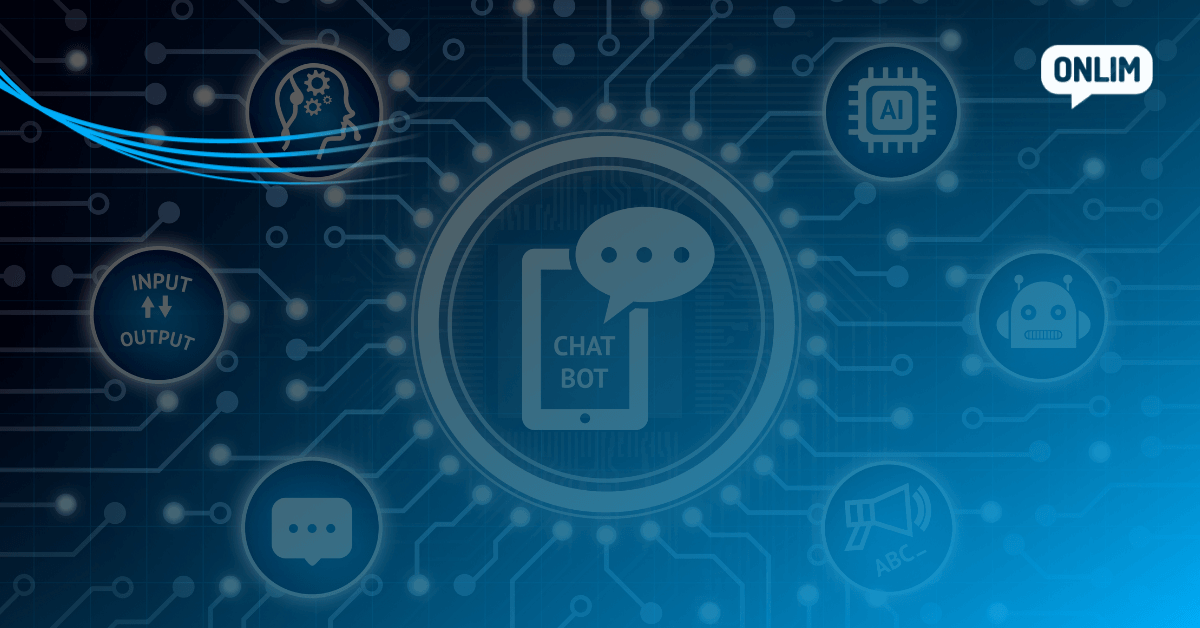 ONLIM
AI
INPUT
OUTPUT
CHAT
BOT
ABC_